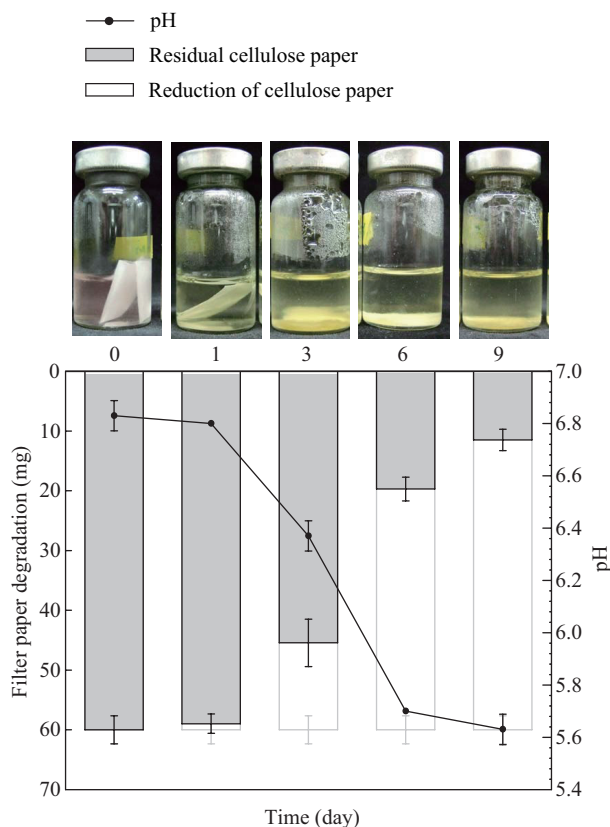 pH
Residual cellulose paper
Reduction of cellulose paper
0 1 3 6 9
0
10
20
30
40
50
60
70
Filter paper degradation (mg)
7.0
6.8
6.6
6.4
6.2
6.0
5.8
5.6
5.4
pH
Time (day)